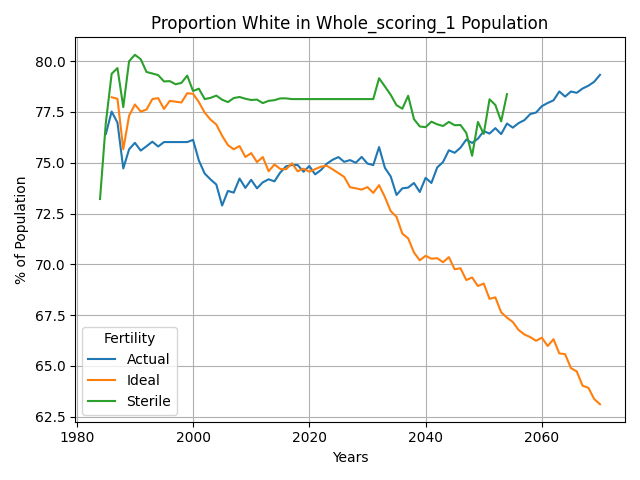 Proportion White in Whole_scoring_1 Population
% of Population
80.0
77.5
75.0
72.5
70.0
67.5
65.0
62.5
Fertility
Actual
Ideal
Sterile
1980 2000 2020 2040 2060
Years